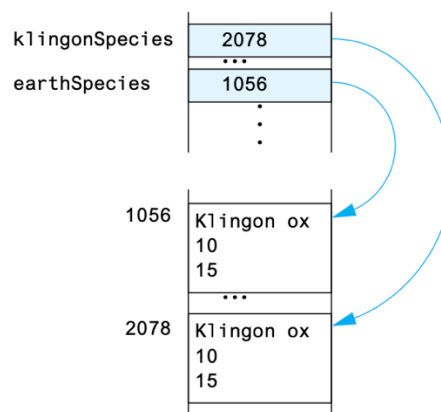 klingonSpecies 2078
...
earthSpecies 1056
1056 Klingon ox
10
15
...
2078 Klingon ox
10
15